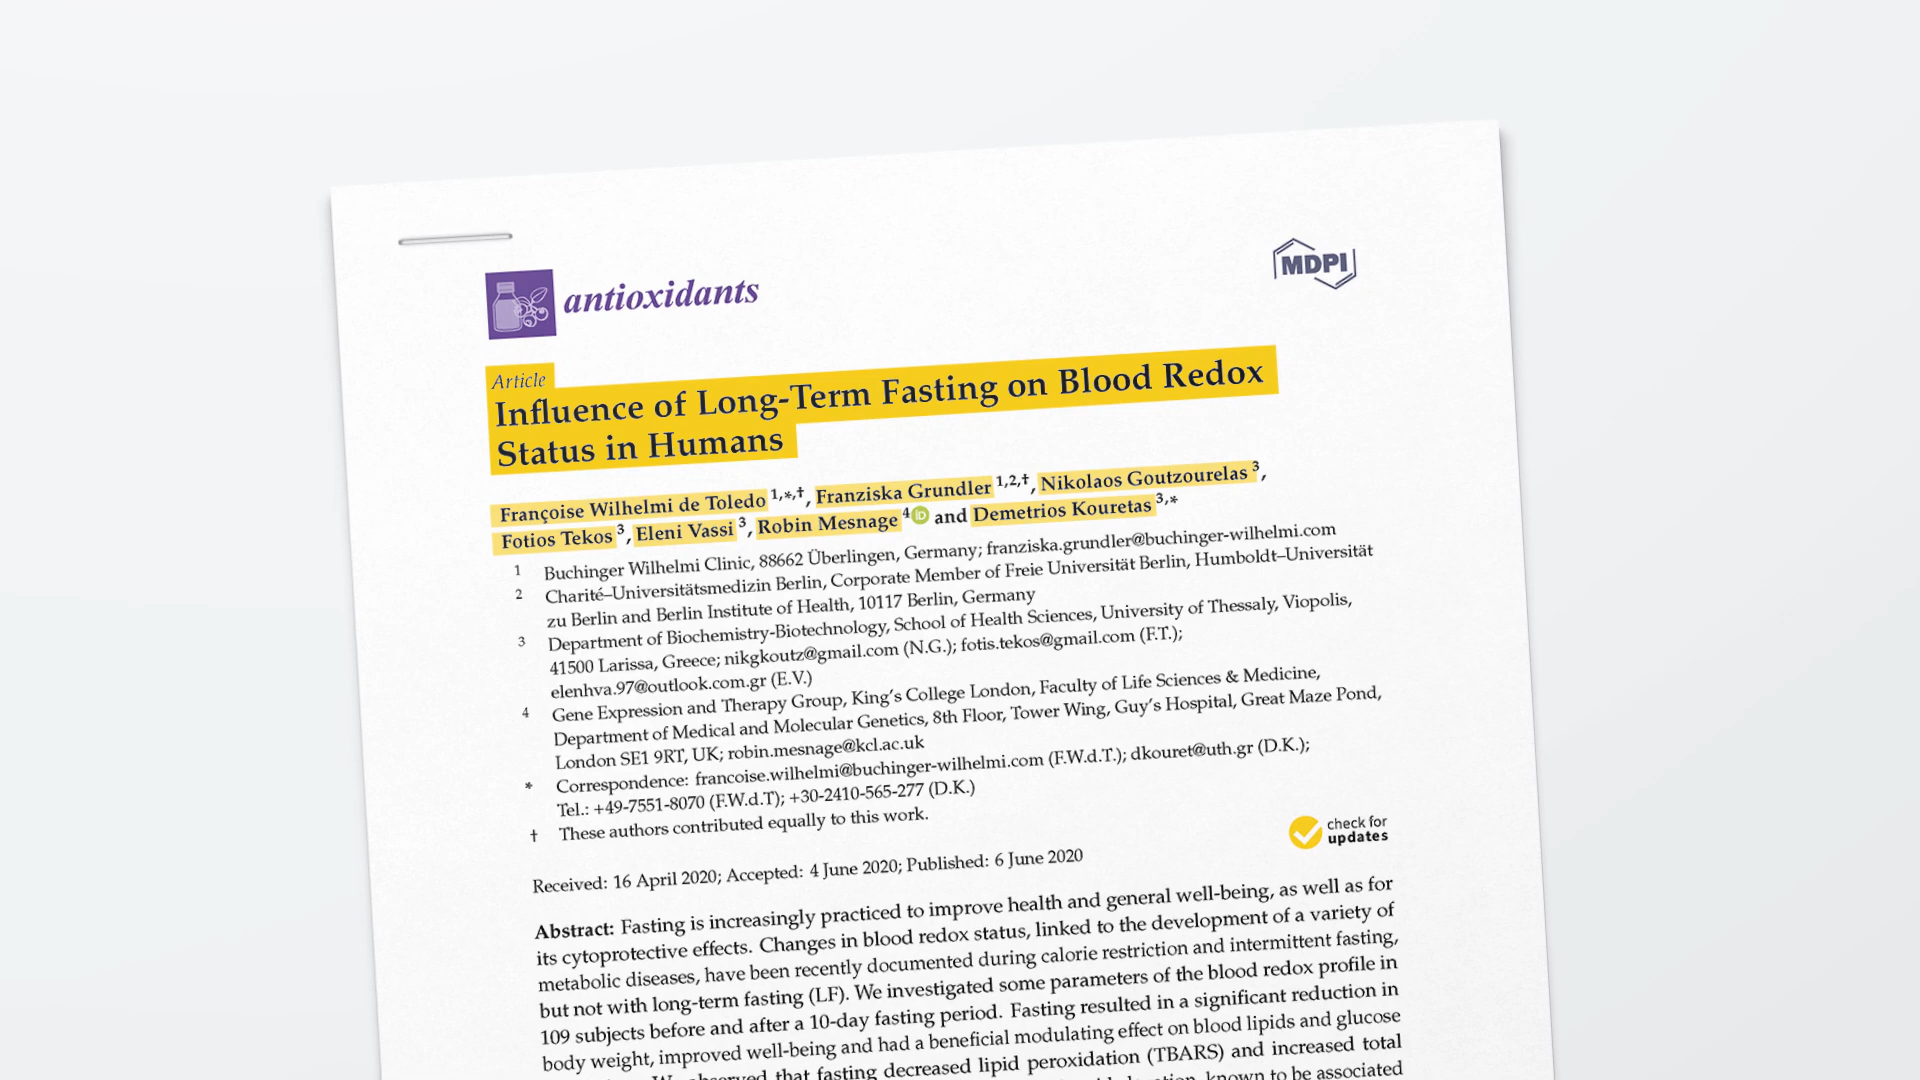 antioxidants
MDPI
Article
Influence of Long-Term Fasting on Blood Redox
Status in Humans
Françoise Wilhelmi de Toledo 1,*,†, Franziska Grundler 1,2,†, Nikolaos Goutzourelas 3,
Fotios Tekos 3, Eleni Vassi 3, Robin Mesnage 4 iD and Demetrios Kouretas 3,*
1 Buchinger Wilhelmi Clinic, 88662 Überlingen, Germany; franziska.grundler@buchinger-wilhelmi.com
2 Charité–Universitätsmedizin Berlin, Corporate Member of Freie Universität Berlin, Humboldt–Universität
zu Berlin and Berlin Institute of Health, 10117 Berlin, Germany
3 Department of Biochemistry-Biotechnology, School of Health Sciences, University of Thessaly, Viopolis,
41500 Larissa, Greece; nikgkoutz@gmail.com (N.G.); fotis.tekos@gmail.com (F.T.);
elenhva.97@outlook.com.gr (E.V.)
4 Gene Expression and Therapy Group, King's College London, Faculty of Life Sciences & Medicine,
Department of Medical and Molecular Genetics, 8th Floor, Tower Wing, Guy's Hospital, Great Maze Pond,
London SE1 9RT, UK; robin.mesnage@kcl.ac.uk
* Correspondence: francoise.wilhelmi@buchinger-wilhelmi.com (F.W.d.T.); dkouret@uth.gr (D.K.);
Tel.: +49-7551-8070 (F.W.d.T); +30-2410-565-277 (D.K.)
† These authors contributed equally to this work.
check for
updates
Received: 16 April 2020; Accepted: 4 June 2020; Published: 6 June 2020
Abstract: Fasting is increasingly practiced to improve health and general well-being, as well as for
its cytoprotective effects. Changes in blood redox status, linked to the development of a variety of
metabolic diseases, have been recently documented during calorie restriction and intermittent fasting,
but not with long-term fasting (LF). We investigated some parameters of the blood redox profile in
109 subjects before and after a 10-day fasting period. Fasting resulted in a significant reduction in
body weight, improved well-being and had a beneficial modulating effect on blood lipids and glucose
We observed that fasting decreased lipid peroxidation (TBARS) and increased total
known to be associated